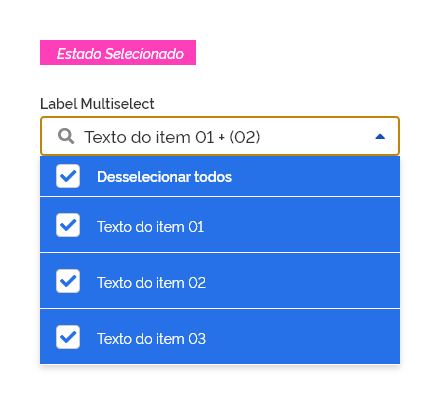 Estado Selecionado
Label Multiselect
Texto do item 01 + (02)
Desselecionar todos
Texto do item 01
Texto do item 02
Texto do item 03